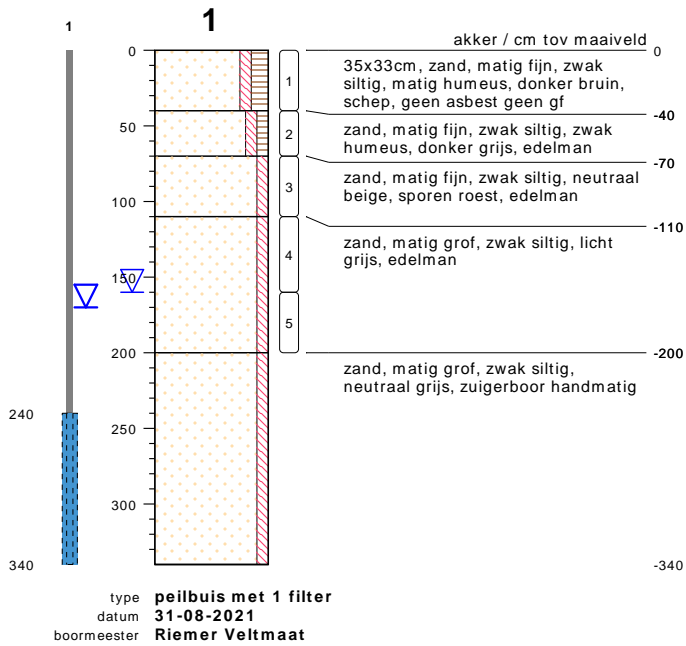 1
1
akker / cm tov maaiveld
0
0
35x33cm, zand, matig fijn, zwak
siltig, matig humeus, donker bruin,
schep, geen asbest geen gf
1
-40
50
zand, matig fijn, zwak siltig, zwak
humeus, donker grijs, edelman
2
-70
zand, matig fijn, zwak siltig, neutraal
beige, sporen roest, edelman
3
100
-110
zand, matig grof, zwak siltig, licht
grijs, edelman
4
150
5
200
-200
zand, matig grof, zwak siltig,
neutraal grijs, zuigerboor handmatig
240
250
300
340
-340
type peilbuis met 1 filter
datum 31-08-2021
boormeester Riemer Veltmaat